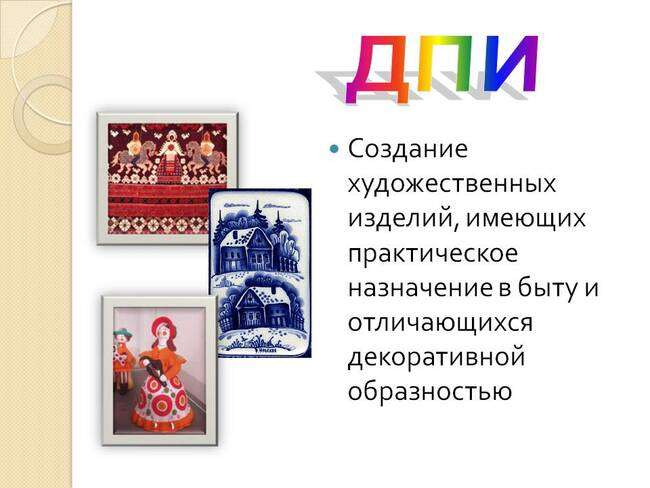 ДПИ
• Создание
художественных
изделий, имеющих
практическое
назначение в быту и
отличающихся
декоративной
образностью